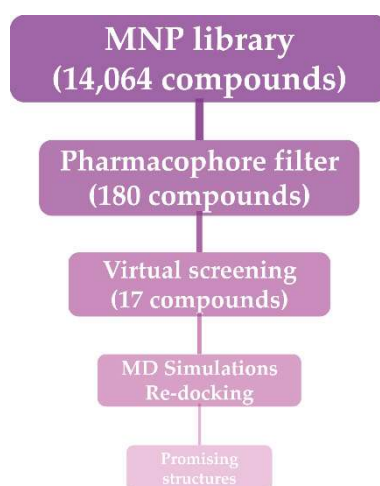 MNP library
(14,064 compounds)
Pharmacophore filter
(180 compounds)
Virtual screening
(17 compounds)
MD Simulations
Re-docking
Promising
structures